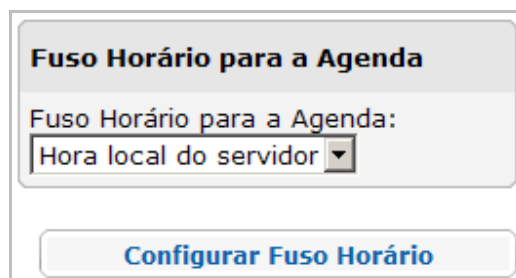 Fuso Horário para a Agenda
Fuso Horário para a Agenda:
Hora local do servidor
Configurar Fuso Horário